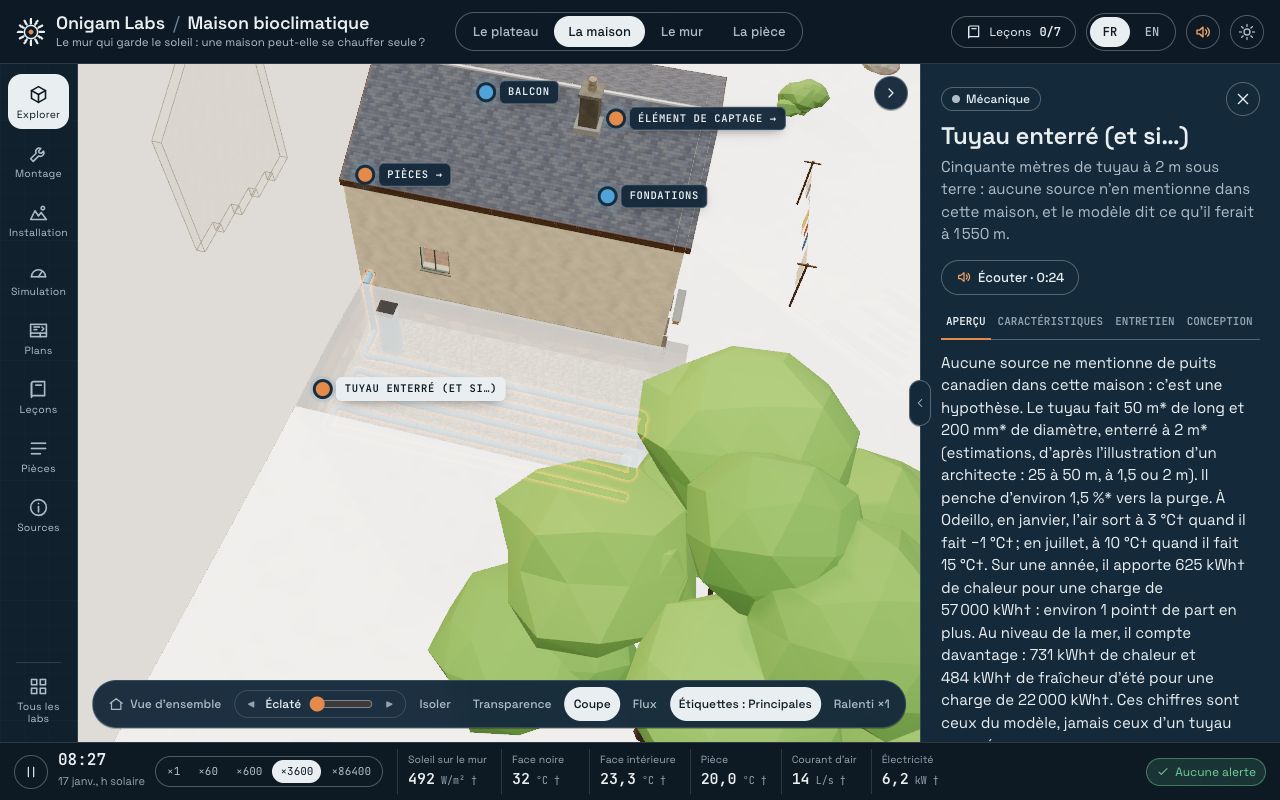 Onigam Labs / Maison bioclimatique
Le mur qui garde le soleil : une maison peut-elle se chauffer seule ?
Le plateau
La maison
Le mur
La pièce
Leçons 0/7
FR
EN
Explorer
Montage
Installation
Simulation
Plans
Leçons
Pièces
Sources
Tous les
labs
BALCON
ÉLÉMENT DE CAPTAGE →
PIÈCES →
FONDATIONS
TUYAU ENTERRÉ (ET SI…)
Mécanique
Tuyau enterré (et si…)
Cinquante mètres de tuyau à 2 m sous
terre : aucune source n'en mentionne dans
cette maison, et le modèle dit ce qu'il ferait
à 1 550 m.
Écouter · 0:24
APERÇU
CARACTÉRISTIQUES
ENTRETIEN
CONCEPTION
Aucune source ne mentionne de puits
canadien dans cette maison : c'est une
hypothèse. Le tuyau fait 50 m* de long et
200 mm* de diamètre, enterré à 2 m*
(estimations, d'après l'illustration d'un
architecte : 25 à 50 m, à 1,5 ou 2 m). Il
penche d'environ 1,5 %* vers la purge. À
Odeillo, en janvier, l'air sort à 3 °C† quand il
fait −1 °C† ; en juillet, à 10 °C† quand il fait
15 °C†. Sur une année, il apporte 625 kWh†
de chaleur pour une charge de
57 000 kWh† : environ 1 point† de part en
plus. Au niveau de la mer, il compte
davantage : 731 kWh† de chaleur et
484 kWh† de fraîcheur d'été pour une
charge de 22 000 kWh†. Ces chiffres sont
ceux du modèle, jamais ceux d'un tuyau
Vue d'ensemble
Éclaté
Isoler
Transparence
Coupe
Flux
Étiquettes : Principales
Ralenti ×1
08:27
17 janv., h solaire
×1
×60
×600
×3600
×86400
Soleil sur le mur
492 W/m² †
Face noire
32 °C †
Face intérieure
23,3 °C †
Pièce
20,0 °C †
Courant d'air
14 L/s †
Électricité
6,2 kW †
Aucune alerte